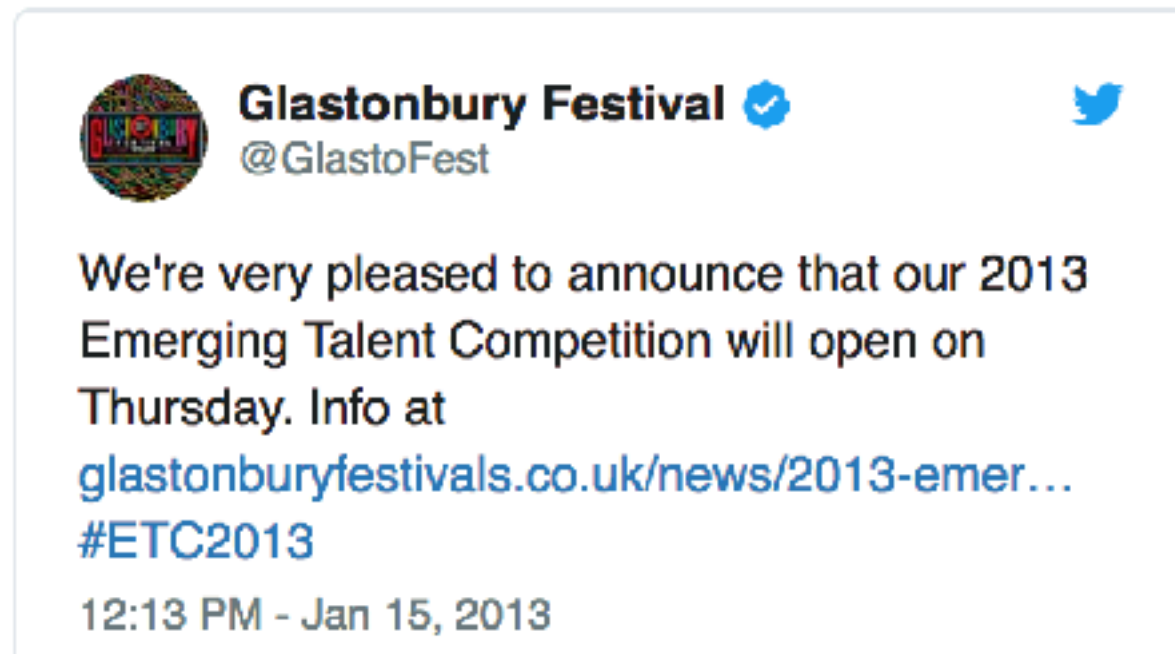 Glastonbury Festival
@GlastoFest
GLASTONBURY
We're very pleased to announce that our 2013
Emerging Talent Competition will open on
Thursday. Info at
glastonburyfestivals.co.uk/news/2013-emer…
#ETC2013
12:13 PM - Jan 15, 2013